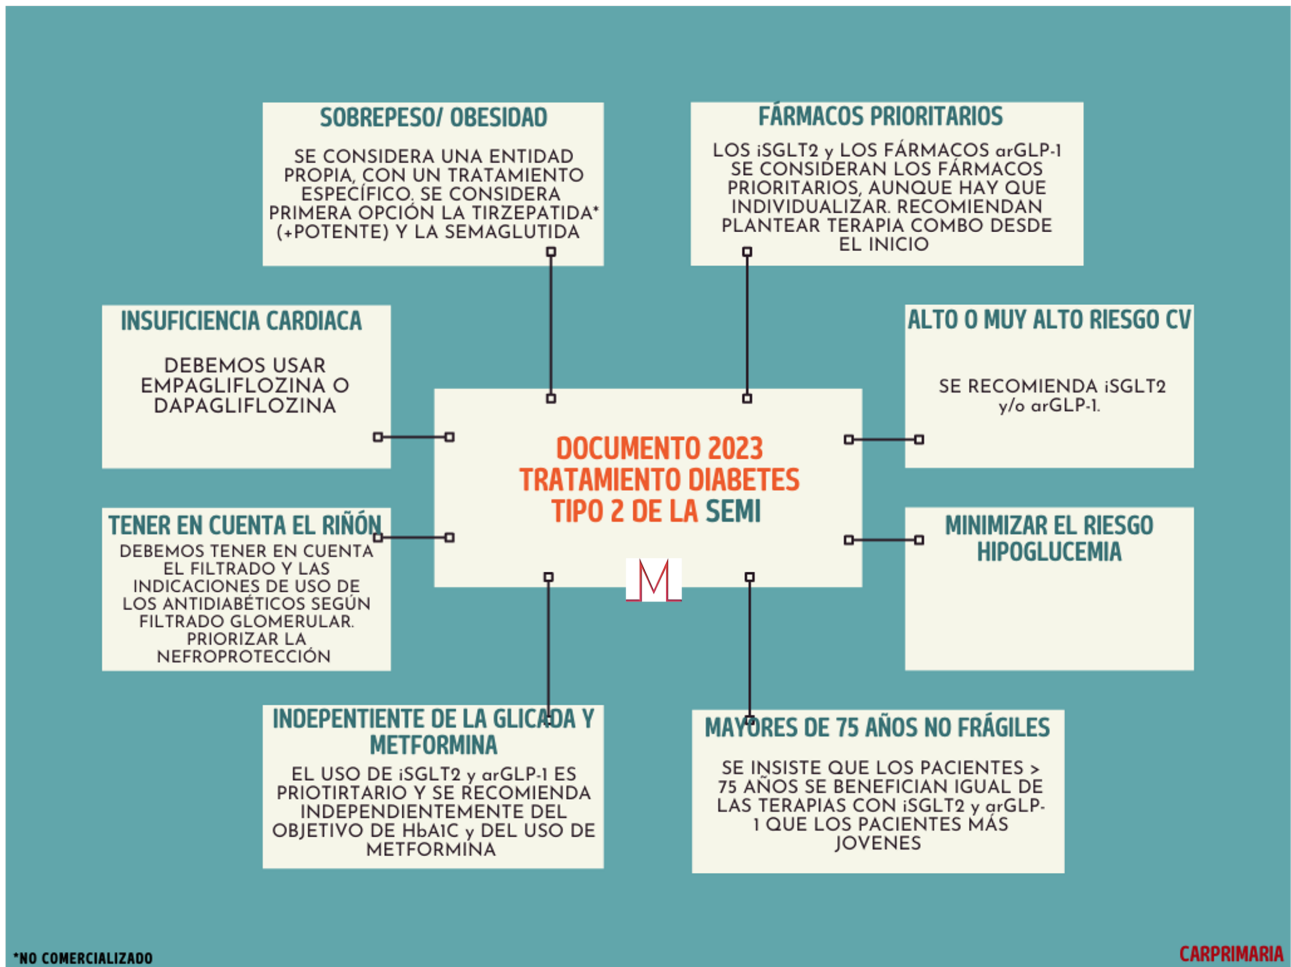 SOBREPESO/ OBESIDAD
SE CONSIDERA UNA ENTIDAD
PROPIA, CON UN TRATAMIENTO
ESPECÍFICO. SE CONSIDERA
PRIMERA OPCIÓN LA TIRZEPATIDA*
(+POTENTE) Y LA SEMAGLUTIDA
FÁRMACOS PRIORITARIOS
LOS iSGLT2 y LOS FÁRMACOS arGLP-1
SE CONSIDERAN LOS FÁRMACOS
PRIORITARIOS, AUNQUE HAY QUE
INDIVIDUALIZAR. RECOMIENDAN
PLANTEAR TERAPIA COMBO DESDE
EL INICIO
INSUFICIENCIA CARDIACA
DEBEMOS USAR
EMPAGLIFLOZINA O
DAPAGLIFLOZINA
ALTO O MUY ALTO RIESGO CV
SE RECOMIENDA iSGLT2
y/o arGLP-1.
DOCUMENTO 2023
TRATAMIENTO DIABETES
TIPO 2 DE LA SEMI
M
TENER EN CUENTA EL RIÑÓN
DEBEMOS TENER EN CUENTA
EL FILTRADO Y LAS
INDICACIONES DE USO DE
LOS ANTIDIABÉTICOS SEGÚN
FILTRADO GLOMERULAR.
PRIORIZAR LA
NEFROPROTECCIÓN
MINIMIZAR EL RIESGO
HIPOGLUCEMIA
INDEPENTIENTE DE LA GLICADA Y
METFORMINA
EL USO DE iSGLT2 y arGLP-1 ES
PRIOTIRTARIO Y SE RECOMIENDA
INDEPENDIENTEMENTE DEL
OBJETIVO DE HbA1C y DEL USO DE
METFORMINA
MAYORES DE 75 AÑOS NO FRÁGILES
SE INSISTE QUE LOS PACIENTES >
75 AÑOS SE BENEFICIAN IGUAL DE
LAS TERAPIAS CON iSGLT2 y arGLP-
1 QUE LOS PACIENTES MÁS
JOVENES
*NO COMERCIALIZADO
CARPRIMARIA